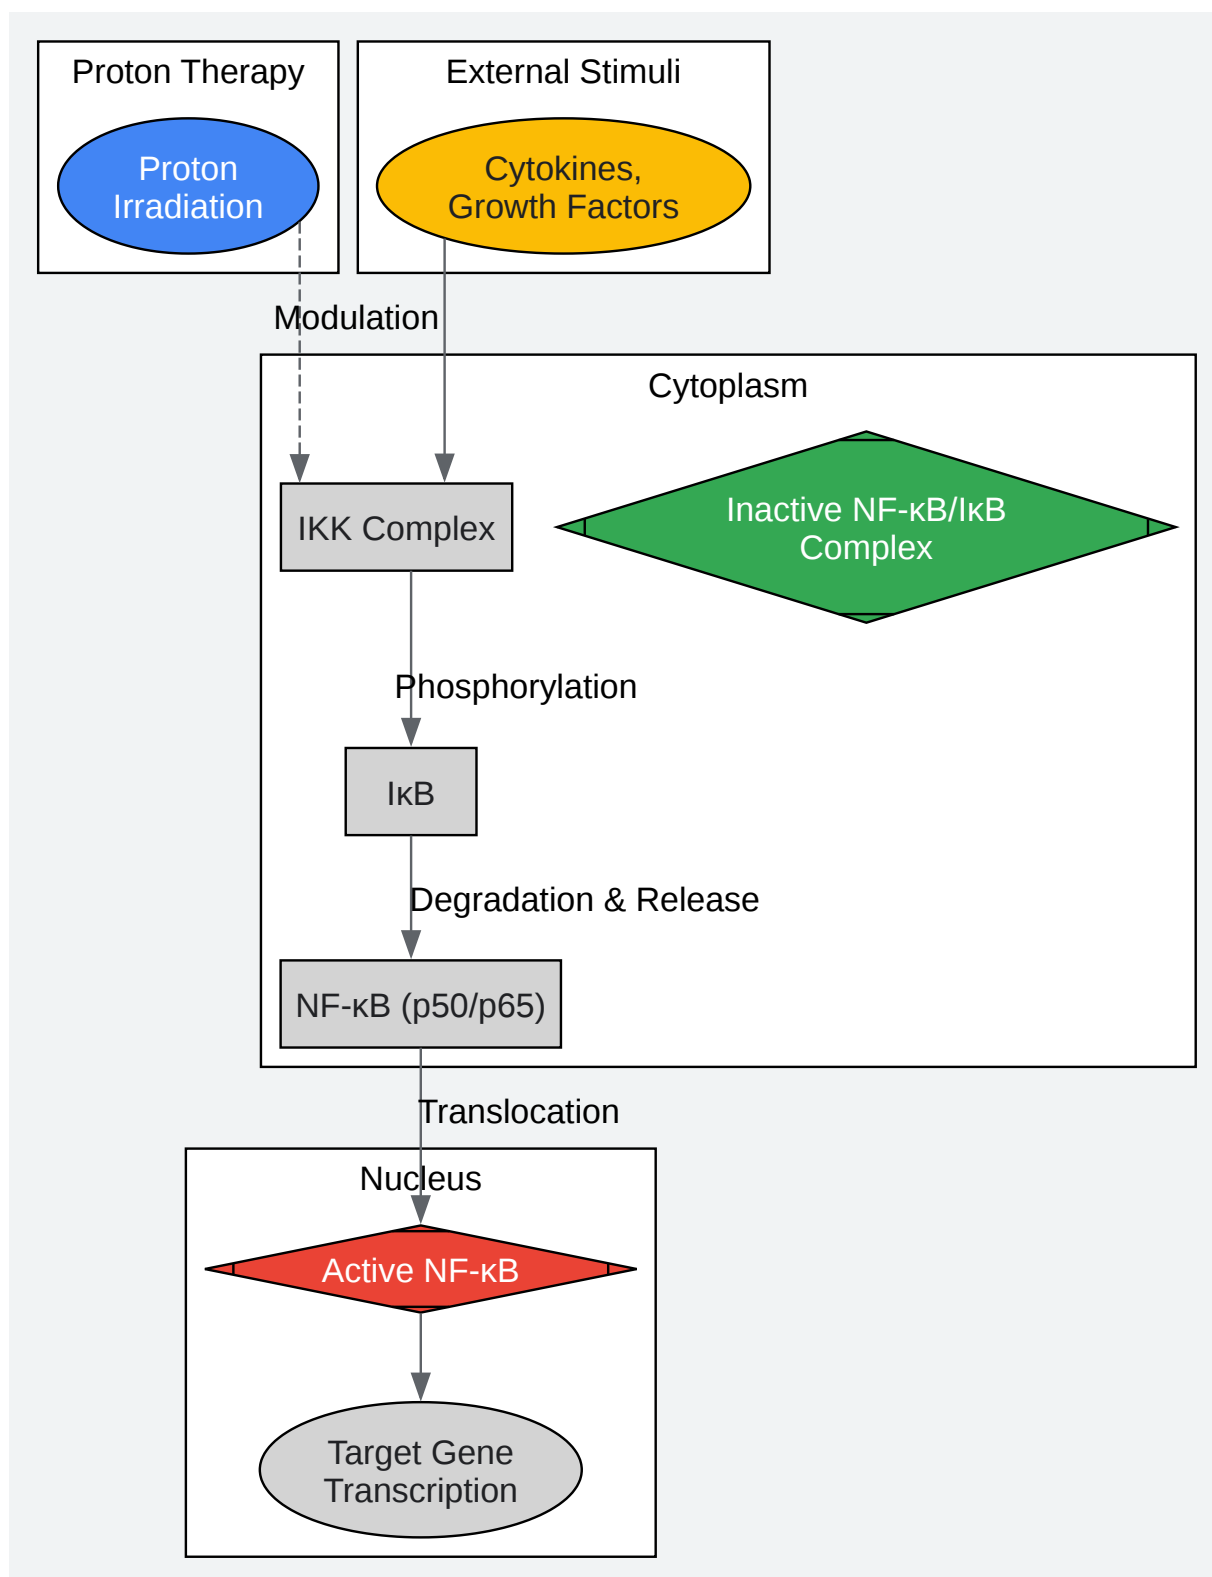 Proton Therapy
External Stimuli
Proton
Irradiation
Cytokines,
Growth Factors
Modulation
Cytoplasm
IKK Complex
Inactive NF-κB/IκB
Complex
Phosphorylation
IκB
Degradation & Release
NF-κB (p50/p65)
Translocation
Nucleus
Active NF-κB
Target Gene
Transcription